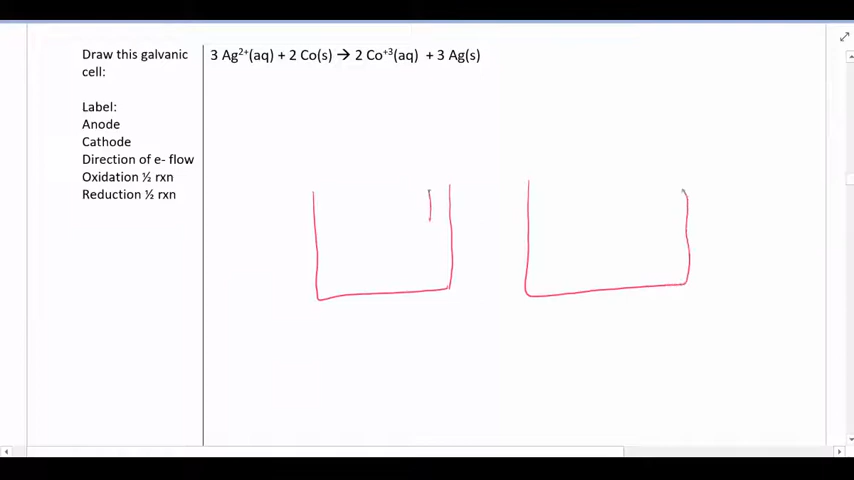 Draw this galvanic
cell:
3 Ag²⁺(aq) + 2 Co(s) → 2 Co⁺³(aq) + 3 Ag(s)
Label:
Anode
Cathode
Direction of e- flow
Oxidation ½ rxn
Reduction ½ rxn